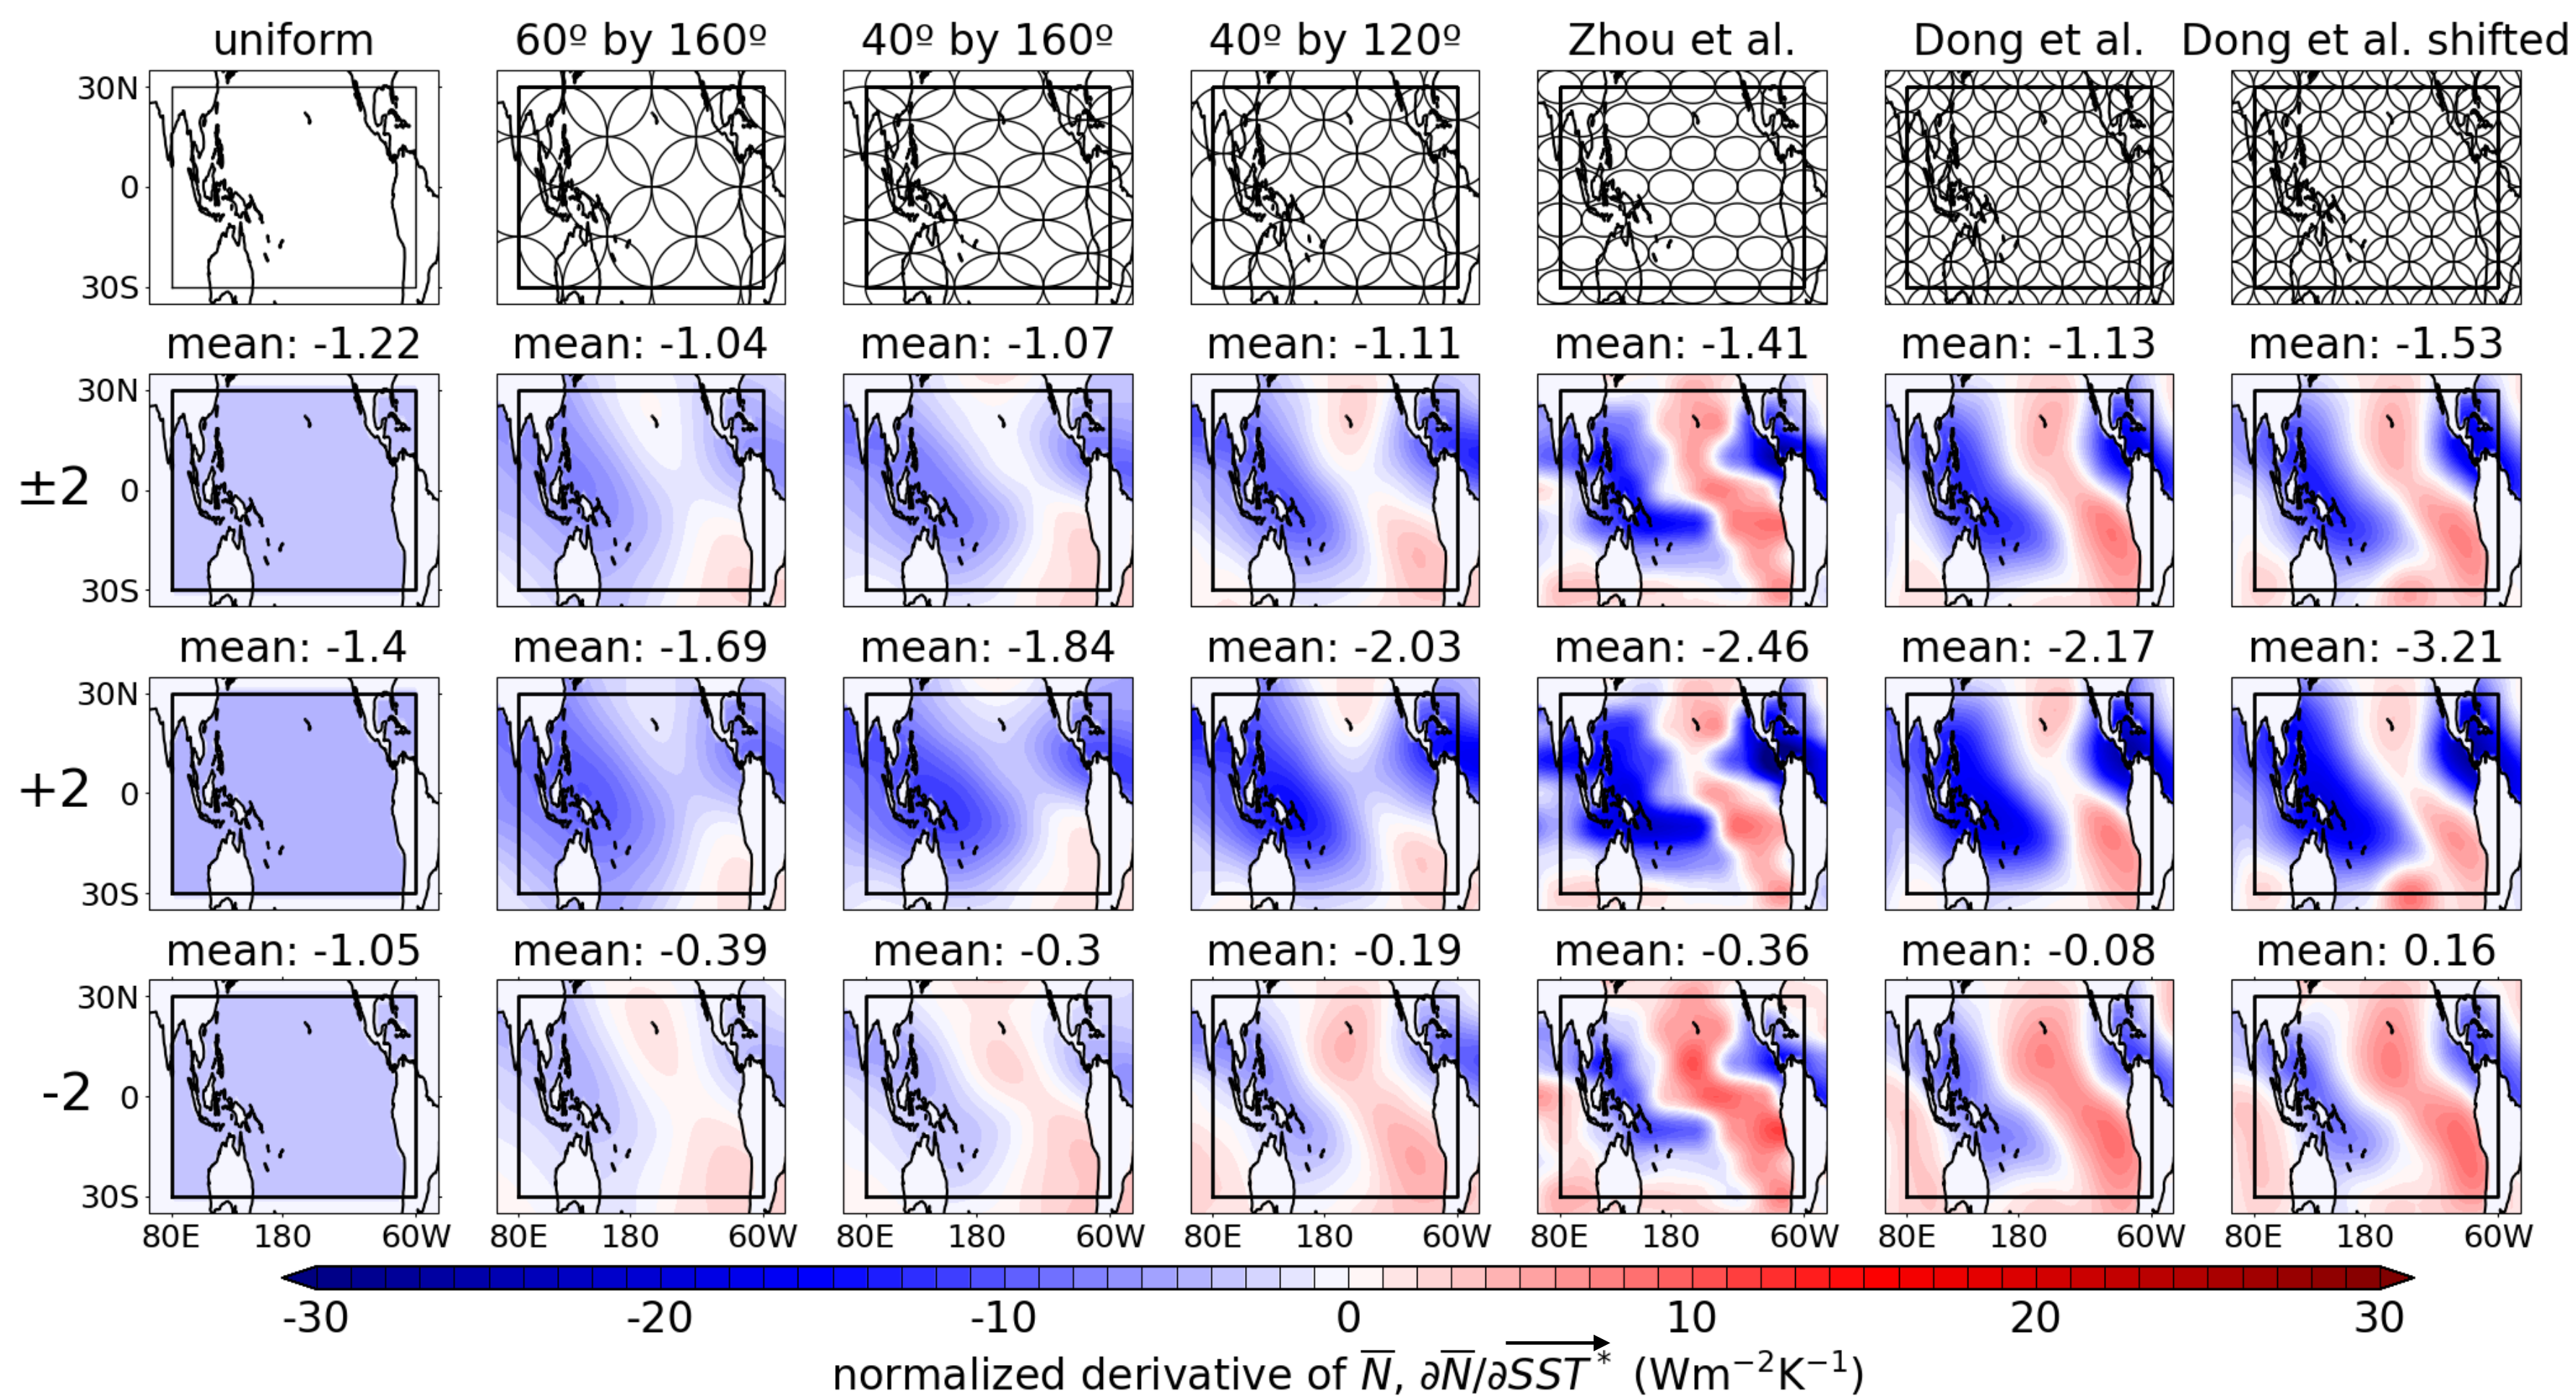 uniform 60º by 160º 40º by 160º 40º by 120º Zhou et al. Dong et al. Dong et al. shifted
30N
0
30S
mean: -1.22 mean: -1.04 mean: -1.07 mean: -1.11 mean: -1.41 mean: -1.13 mean: -1.53
30N
±2 0
30S
mean: -1.4 mean: -1.69 mean: -1.84 mean: -2.03 mean: -2.46 mean: -2.17 mean: -3.21
30N
+2 0
30S
mean: -1.05 mean: -0.39 mean: -0.3 mean: -0.19 mean: -0.36 mean: -0.08 mean: 0.16
30N
-2 0
30S
80E 180 60W 80E 180 60W 80E 180 60W 80E 180 60W 80E 180 60W 80E 180 60W 80E 180 60W
-30 -20 -10 0 10 20 30
normalized derivative of N̅, ∂N̅/∂SST⃗* (Wm⁻²K⁻¹)